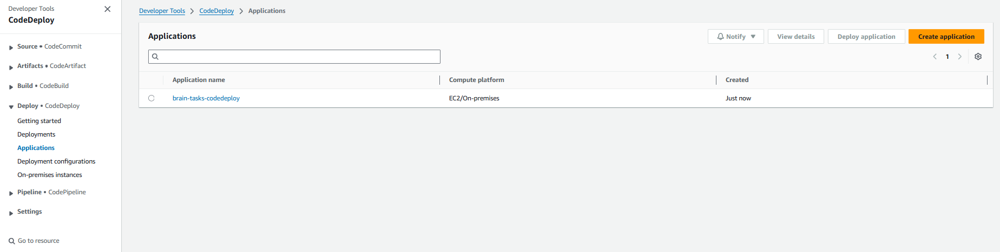 Developer Tools
CodeDeploy
Source • CodeCommit
Artifacts • CodeArtifact
Build • CodeBuild
Deploy • CodeDeploy
Getting started
Deployments
Applications
Deployment configurations
On-premises instances
Pipeline • CodePipeline
Settings
Go to resource
Developer Tools > CodeDeploy > Applications
Applications
Notify View details Deploy application Create application
1
Application name Compute platform Created
brain-tasks-codedeploy EC2/On-premises Just now